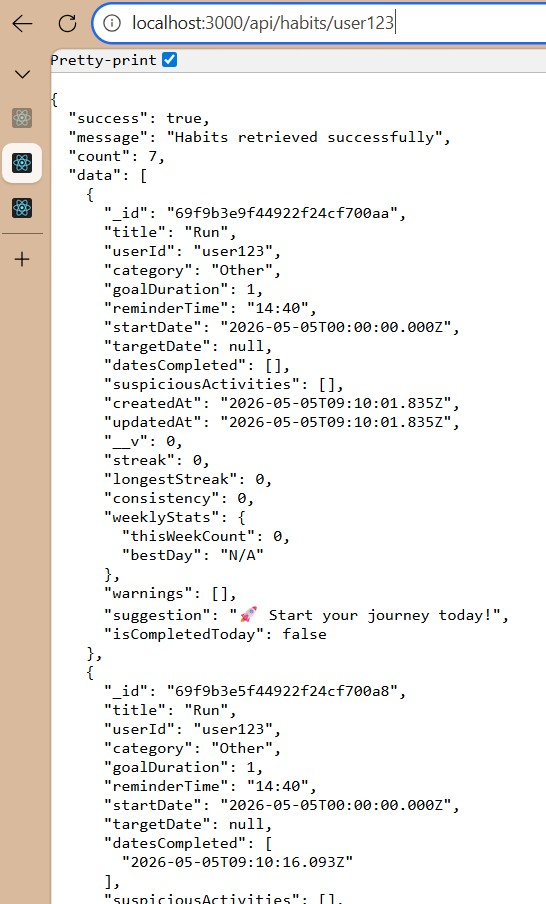 localhost:3000/api/habits/user123
Pretty-print
{
  "success": true,
  "message": "Habits retrieved successfully",
  "count": 7,
  "data": [
    {
      "_id": "69f9b3e9f44922f24cf700aa",
      "title": "Run",
      "userId": "user123",
      "category": "Other",
      "goalDuration": 1,
      "reminderTime": "14:40",
      "startDate": "2026-05-05T00:00:00.000Z",
      "targetDate": null,
      "datesCompleted": [],
      "suspiciousActivities": [],
      "createdAt": "2026-05-05T09:10:01.835Z",
      "updatedAt": "2026-05-05T09:10:01.835Z",
      "__v": 0,
      "streak": 0,
      "longestStreak": 0,
      "consistency": 0,
      "weeklyStats": {
        "thisWeekCount": 0,
        "bestDay": "N/A"
      },
      "warnings": [],
      "suggestion": "🚀 Start your journey today!",
      "isCompletedToday": false
    },
    {
      "_id": "69f9b3e5f44922f24cf700a8",
      "title": "Run",
      "userId": "user123",
      "category": "Other",
      "goalDuration": 1,
      "reminderTime": "14:40",
      "startDate": "2026-05-05T00:00:00.000Z",
      "targetDate": null,
      "datesCompleted": [
        "2026-05-05T09:10:16.093Z"
      ],
      "suspiciousActivities": [],